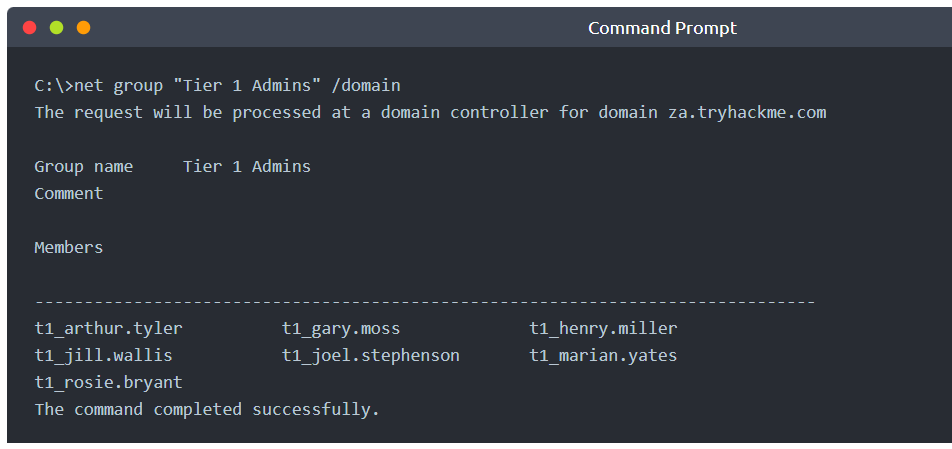 Command Prompt
C:\>net group "Tier 1 Admins" /domain
The request will be processed at a domain controller for domain za.tryhackme.com
Group name     Tier 1 Admins
Comment
Members
-------------------------------------------------------------------------------
t1_arthur.tyler          t1_gary.moss             t1_henry.miller
t1_jill.wallis           t1_joel.stephenson       t1_marian.yates
t1_rosie.bryant
The command completed successfully.